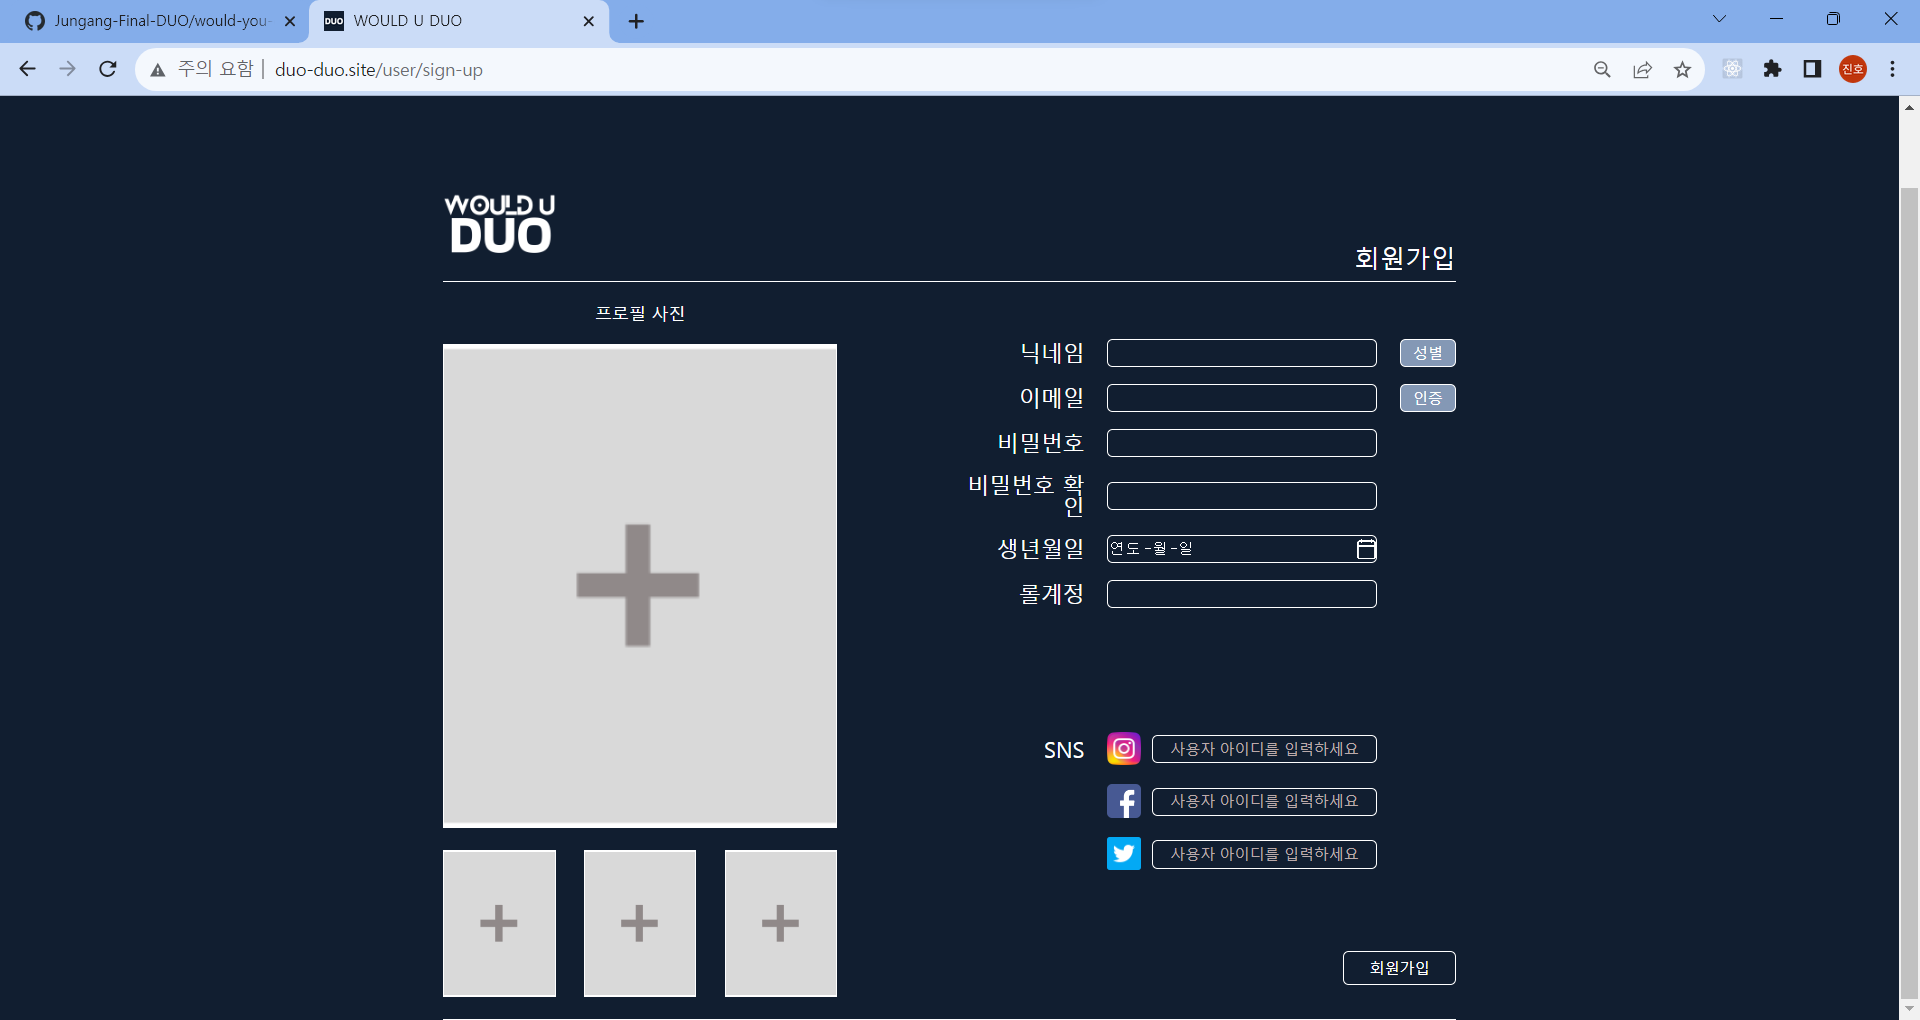 Jungang-Final-DUO/would-you-
DUO WOULD U DUO
주의 요함 | duo-duo.site/user/sign-up
진호
WOULD U
DUO
회원가입
프로필 사진
닉네임
성별
이메일
인증
비밀번호
비밀번호 확
인
생년월일
연도-월-일
롤계정
SNS
사용자 아이디를 입력하세요
사용자 아이디를 입력하세요
사용자 아이디를 입력하세요
회원가입